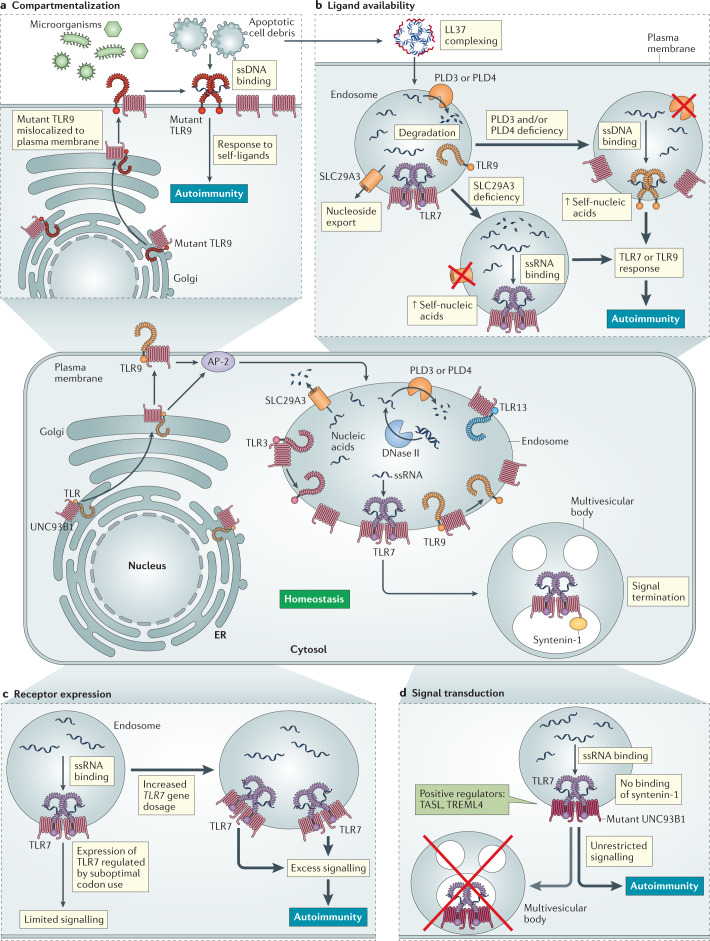 a Compartmentalization
Microorganisms
Apoptotic
cell debris
ssDNA
binding
Mutant TLR9
mislocalized to
plasma membrane
Mutant
TLR9
Response to
self-ligands
Autoimmunity
Mutant TLR9
Golgi
b Ligand availability
LL37
complexing
Plasma
membrane
Endosome
PLD3 or PLD4
Degradation
PLD3 and/or
PLD4 deficiency
ssDNA
binding
TLR9
SLC29A3
TLR7
SLC29A3
deficiency
Nucleoside
export
↑ Self-nucleic
acids
ssRNA
binding
TLR7 or TLR9
response
↑ Self-nucleic
acids
Autoimmunity
Plasma
membrane
TLR9
AP-2
PLD3 or PLD4
SLC29A3
TLR13
Golgi
TLR3
Nucleic
acids
DNase II
Endosome
ssRNA
TLR
UNC93B1
TLR7
TLR9
Multivesicular
body
Nucleus
Signal
termination
Homeostasis
Syntenin-1
ER
Cytosol
c Receptor expression
Endosome
ssRNA
binding
Increased
TLR7 gene
dosage
TLR7
TLR7
TLR7
Expression of
TLR7 regulated
by suboptimal
codon use
Excess signalling
Limited signalling
Autoimmunity
d Signal transduction
ssRNA binding
TLR7
No binding
of syntenin-1
Positive regulators:
TASL, TREML4
Mutant UNC93B1
Unrestricted
signalling
Autoimmunity
Multivesicular
body